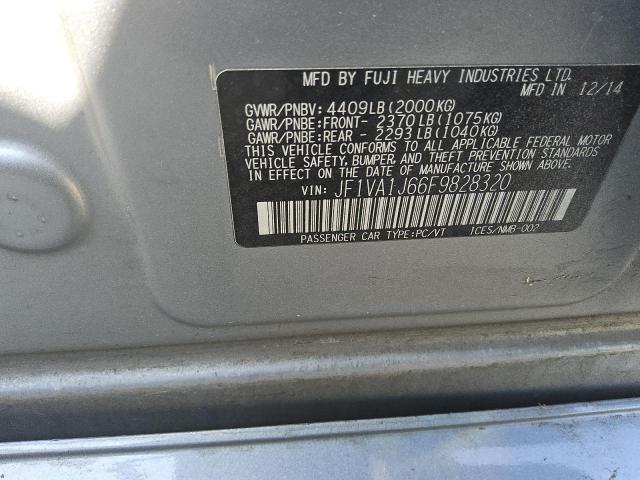 MFD BY FUJI HEAVY INDUSTRIES LTD.
MFD IN 12/14
GVWR/PNBV: 4409LB(2000KG)
GAWR/PNBE:FRONT- 2370LB(1075KG)
GAWR/PNBE:REAR - 2293LB(1040KG)
THIS VEHICLE CONFORMS TO ALL APPLICABLE FEDERAL MOTOR
VEHICLE SAFETY, BUMPER, AND THEFT PREVENTION STANDARDS
IN EFFECT ON THE DATE OF MANUFACTURE SHOWN ABOVE.
VIN: JF1VA1J66F9828320
PASSENGER CAR TYPE:PC/VT ICES/NMB-002